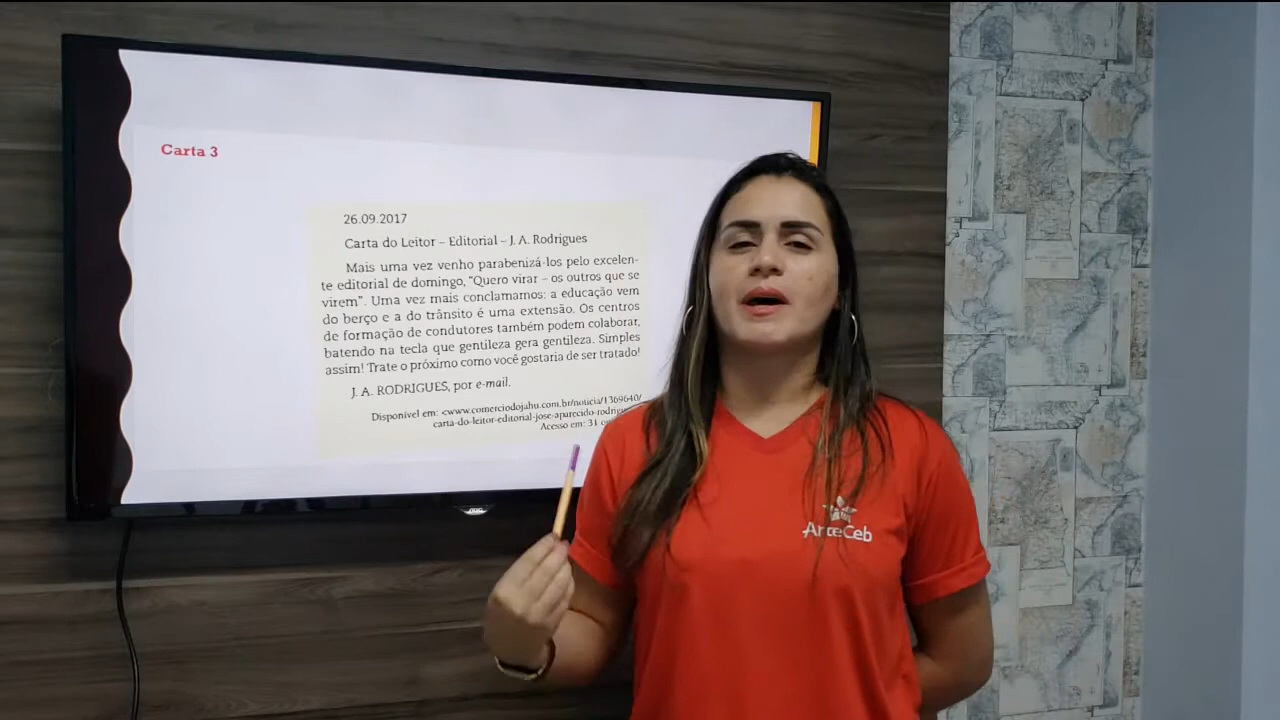 Carta 3
26.09.2017
Carta do Leitor – Editorial – J. A. Rodrigues
Mais uma vez venho parabenizá-los pelo excelen-
te editorial de domingo, “Quero virar – os outros que se
virem”. Uma vez mais conclamamos: a educação vem
do berço e a do trânsito é uma extensão. Os centros
de formação de condutores também podem colaborar,
batendo na tecla que gentileza gera gentileza. Simples
assim! Trate o próximo como você gostaria de ser tratado!
J. A. RODRIGUES, por e-mail.
Disponível em: <www.comerciodojahu.com.br/noticia/1369640/
carta-do-leitor-editorial-jose-aparecido-
Acesso em: 31
AOC
ArteCeb